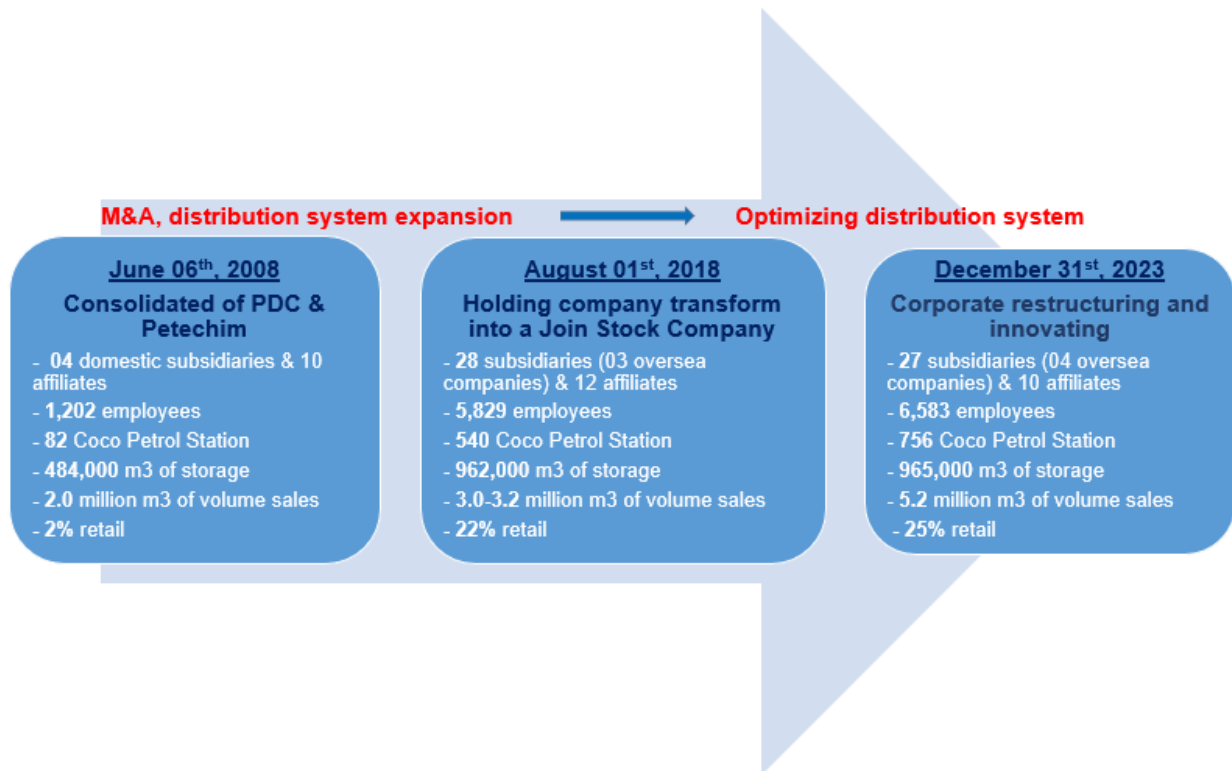 M&A, distribution system expansion
Optimizing distribution system
June 06th, 2008
Consolidated of PDC &
Petechim
- 04 domestic subsidiaries & 10
affiliates
- 1,202 employees
- 82 Coco Petrol Station
- 484,000 m3 of storage
- 2.0 million m3 of volume sales
- 2% retail
August 01st, 2018
Holding company transform
into a Join Stock Company
- 28 subsidiaries (03 oversea
companies) & 12 affiliates
- 5,829 employees
- 540 Coco Petrol Station
- 962,000 m3 of storage
- 3.0-3.2 million m3 of volume sales
- 22% retail
December 31st, 2023
Corporate restructuring and
innovating
- 27 subsidiaries (04 oversea
companies) & 10 affiliates
- 6,583 employees
- 756 Coco Petrol Station
- 965,000 m3 of storage
- 5.2 million m3 of volume sales
- 25% retail